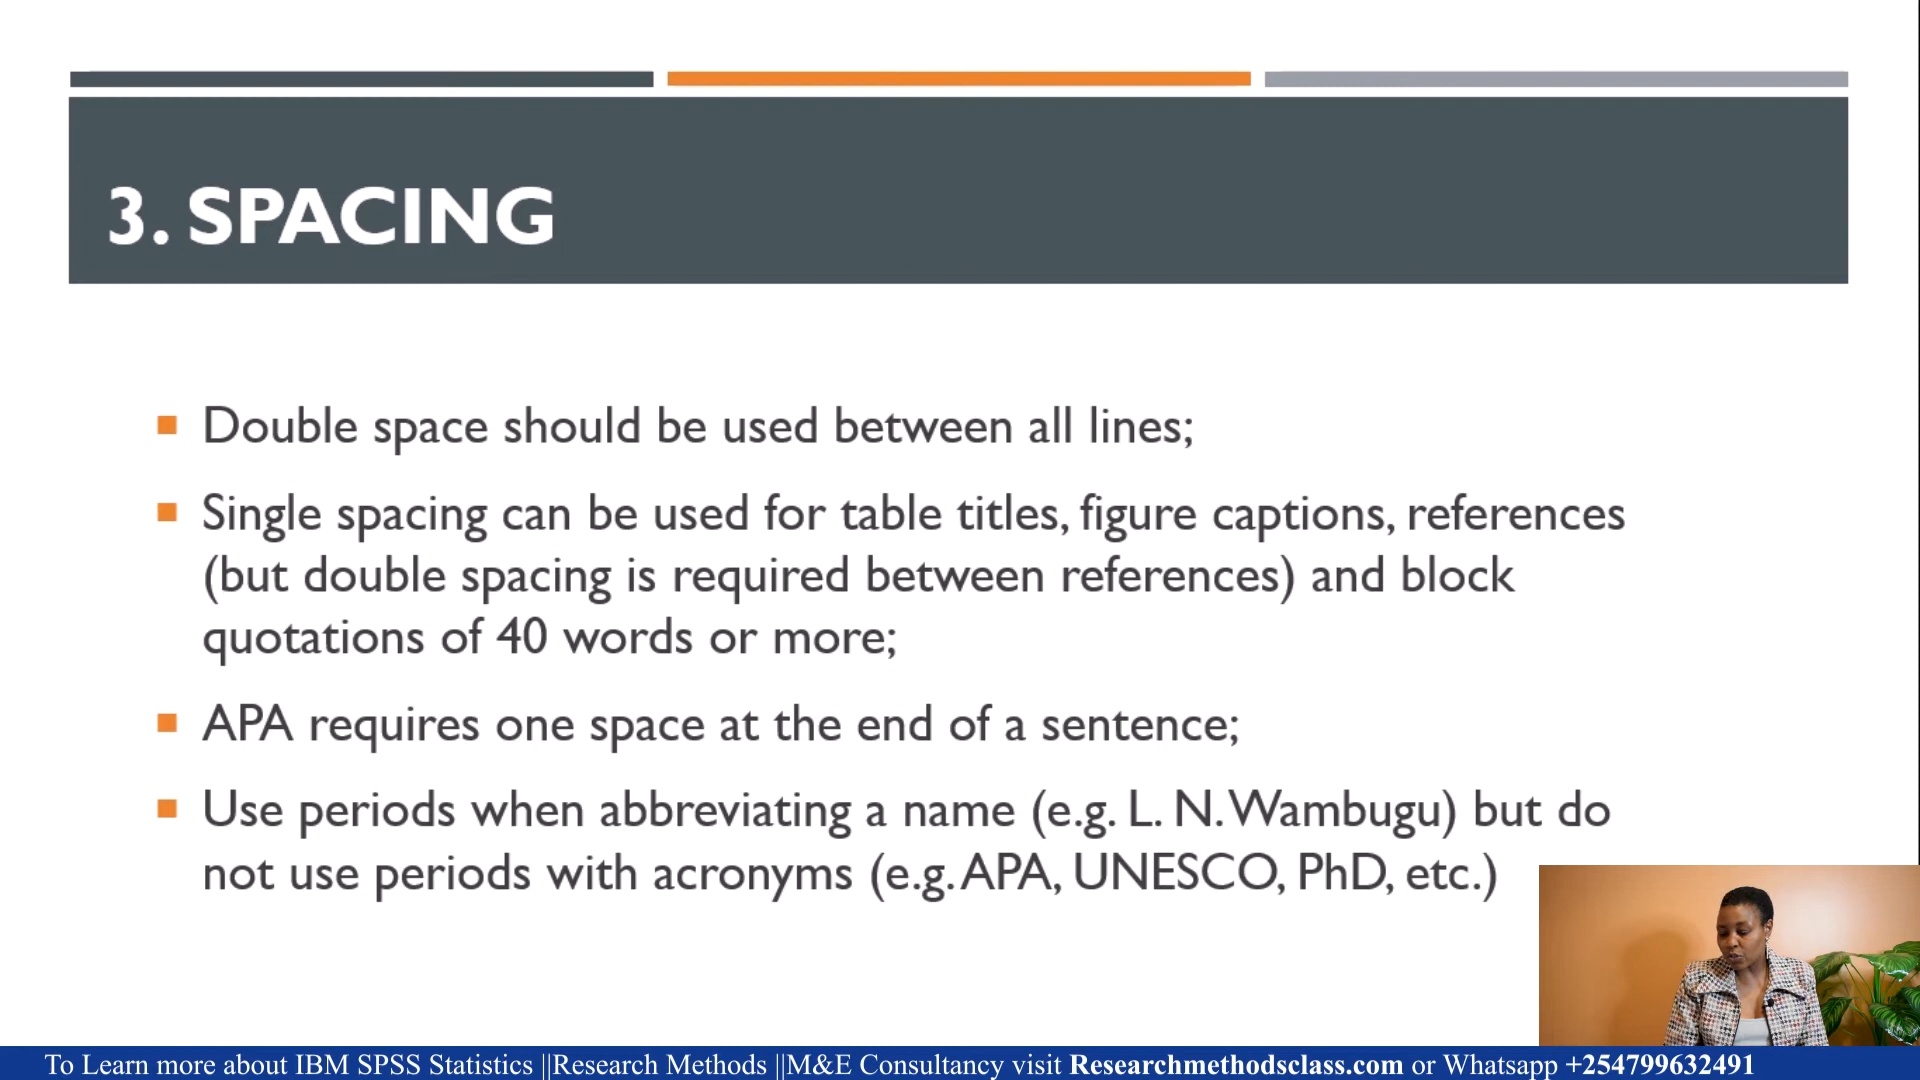 3. SPACING
Double space should be used between all lines;
Single spacing can be used for table titles, figure captions, references
(but double spacing is required between references) and block
quotations of 40 words or more;
APA requires one space at the end of a sentence;
Use periods when abbreviating a name (e.g. L. N. Wambugu) but do
not use periods with acronyms (e.g. APA, UNESCO, PhD, etc.)
To Learn more about IBM SPSS Statistics ||Research Methods ||M&E Consultancy visit Researchmethodsclass.com or Whatsapp +254799632491